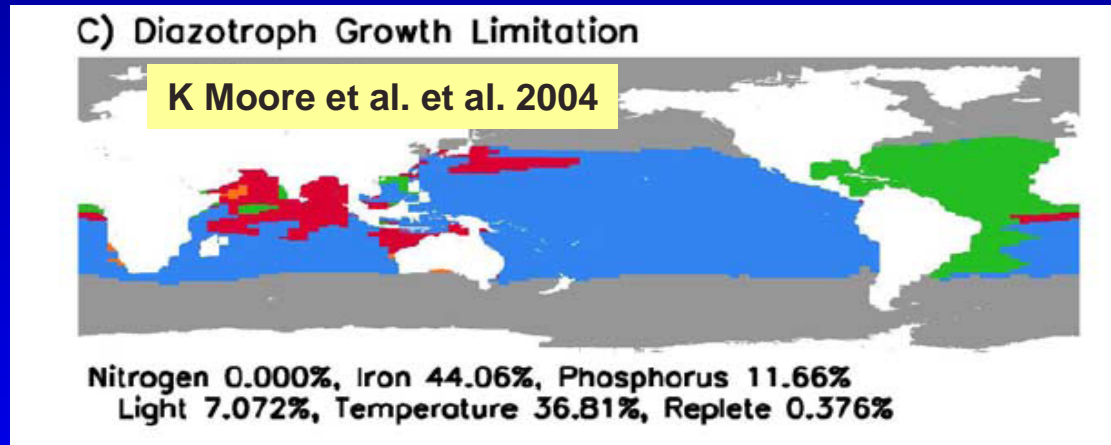 C) Diazotroph Growth Limitation
K Moore et al. et al. 2004
Nitrogen 0.000%, Iron 44.06%, Phosphorus 11.66%
Light 7.072%, Temperature 36.81%, Replete 0.376%